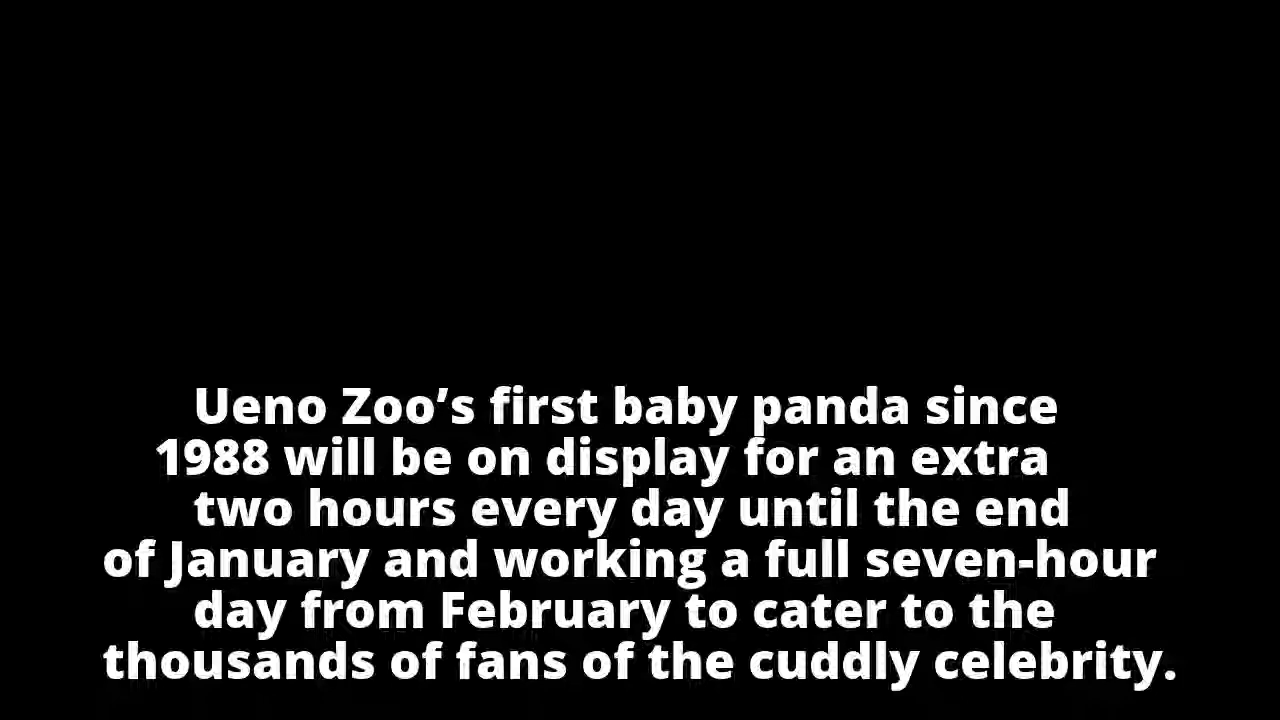 Ueno Zoo’s first baby panda since
1988 will be on display for an extra
two hours every day until the end
of January and working a full seven-hour
day from February to cater to the
thousands of fans of the cuddly celebrity.